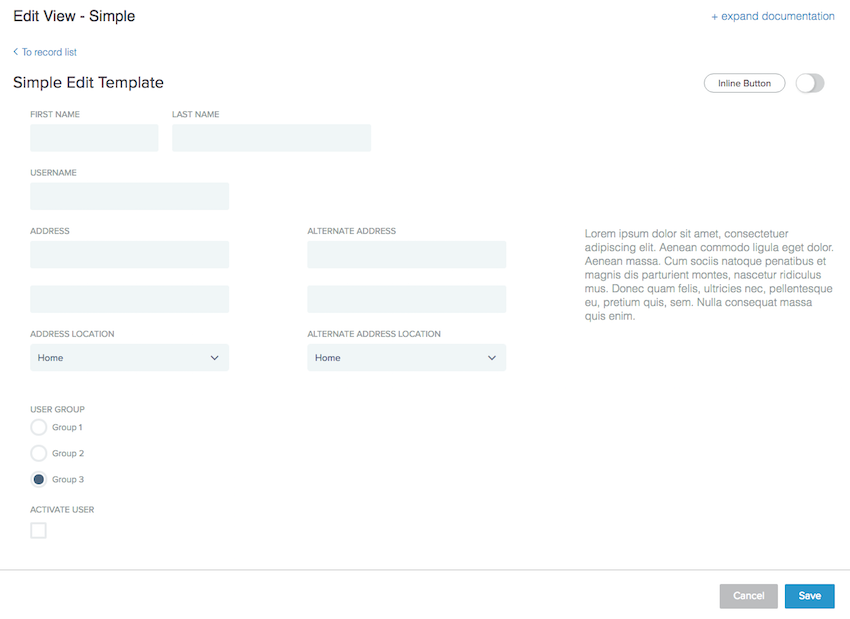 Edit View - Simple
+ expand documentation
To record list
Simple Edit Template
Inline Button
FIRST NAME
LAST NAME
USERNAME
ADDRESS
ALTERNATE ADDRESS
Lorem ipsum dolor sit amet, consectetuer
adipiscing elit. Aenean commodo ligula eget dolor.
Aenean massa. Cum sociis natoque penatibus et
magnis dis parturient montes, nascetur ridiculus
mus. Donec quam felis, ultricies nec, pellentesque
eu, pretium quis, sem. Nulla consequat massa
quis enim.
ADDRESS LOCATION
ALTERNATE ADDRESS LOCATION
Home
Home
USER GROUP
Group 1
Group 2
Group 3
ACTIVATE USER
Cancel
Save